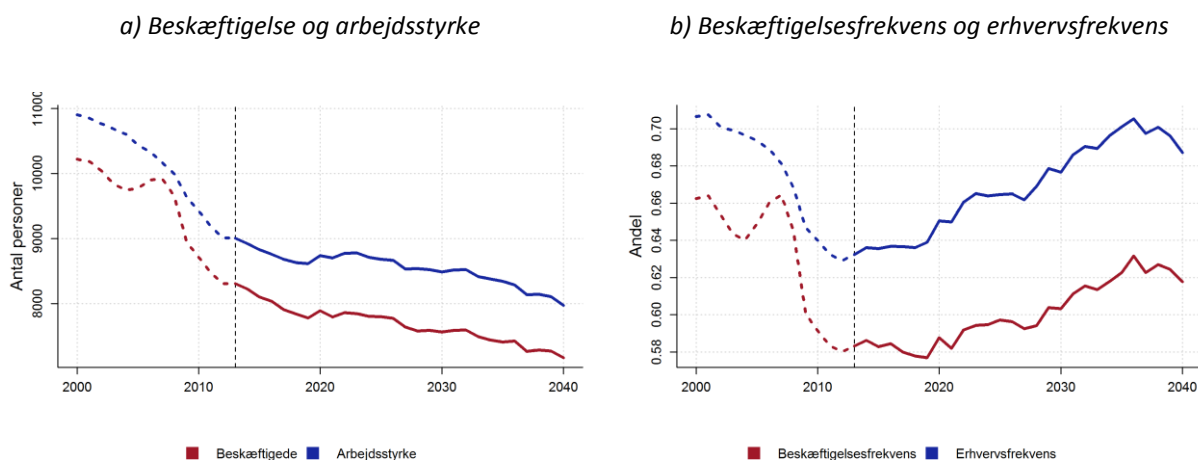 a) Beskæftigelse og arbejdsstyrke
b) Beskæftigelsesfrekvens og erhvervsfrekvens
Antal personer
11000
10000
9000
8000
2000
2010
2020
2030
2040
Beskæftigede
Arbejdsstyrke
Andel
0.70
0.68
0.66
0.64
0.62
0.60
0.58
2000
2010
2020
2030
2040
Beskæftigelsesfrekvens
Erhvervsfrekvens